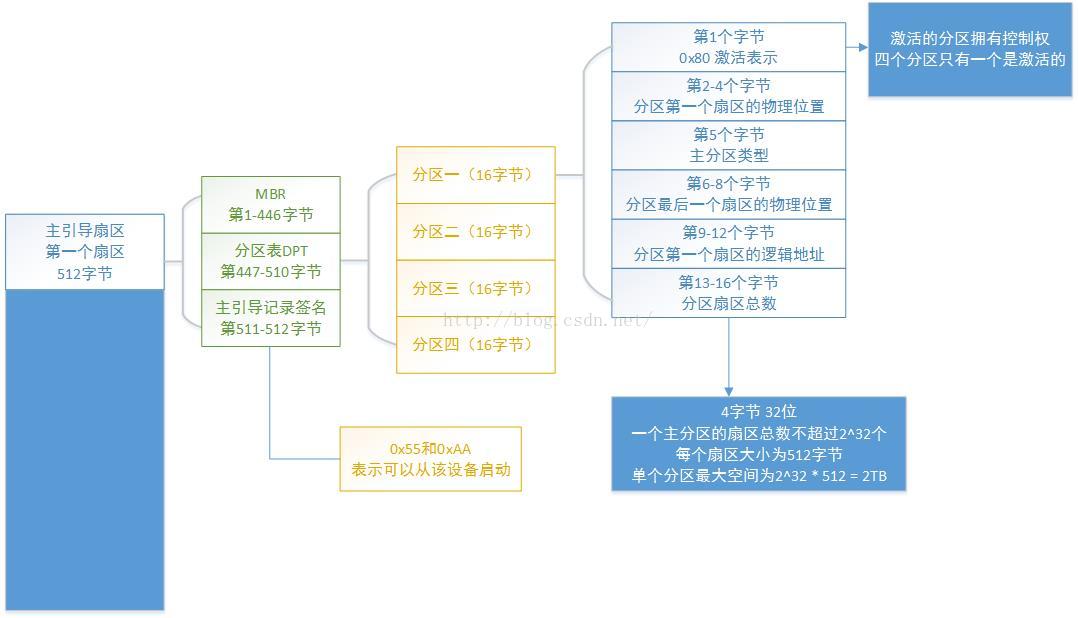 主引导扇区
第一个扇区
512字节
MBR
第1-446字节
分区表DPT
第447-510字节
主引导记录签名
第511-512字节
0x55和0xAA
表示可以从该设备启动
分区一（16字节）
分区二（16字节）
分区三（16字节）
分区四（16字节）
第1个字节
0x80 激活表示
第2-4个字节
分区第一个扇区的物理位置
第5个字节
主分区类型
第6-8个字节
分区最后一个扇区的物理位置
第9-12个字节
分区第一个扇区的逻辑地址
第13-16个字节
分区扇区总数
激活的分区拥有控制权
四个分区只有一个是激活的
4字节 32位
一个主分区的扇区总数不超过2^32个
每个扇区大小为512字节
单个分区最大空间为2^32 * 512 = 2TB
http://blog.csdn.net/